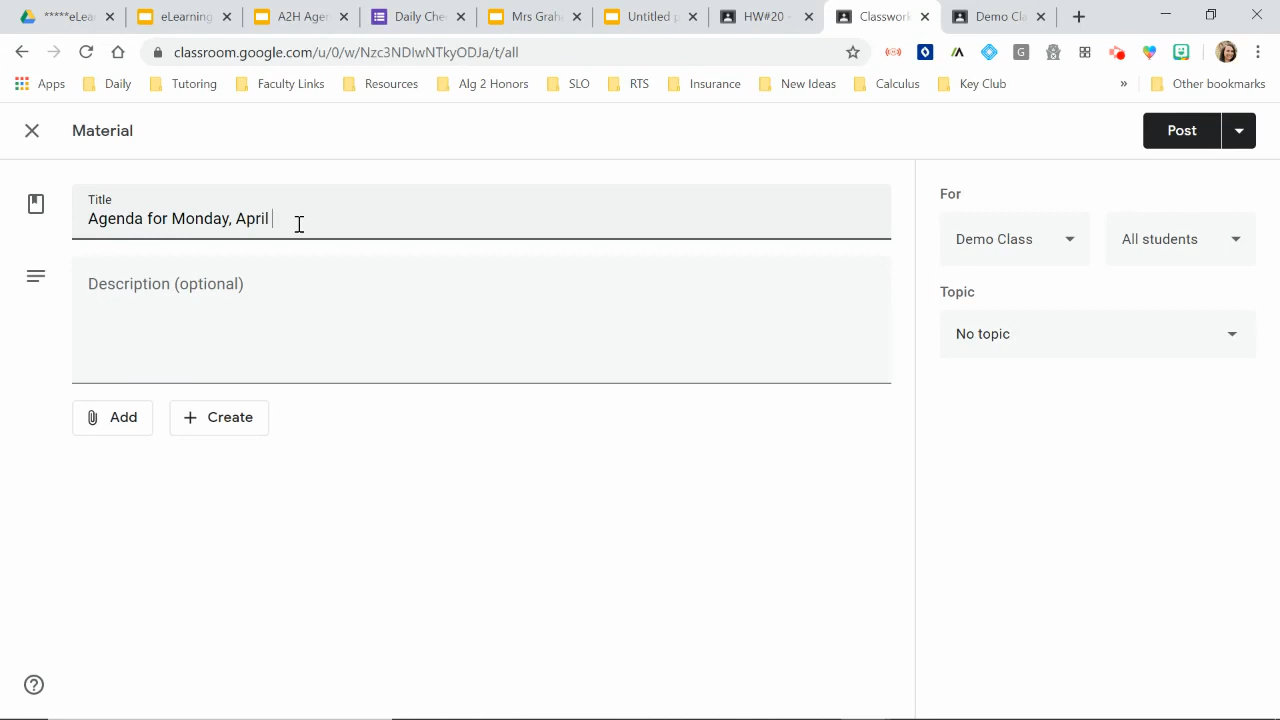 *****eLea
eLearning
A2H Agen
Daily Che
Mrs Grah
Untitled p
HW#20 -
Classwork
Demo Cla
classroom.google.com/u/0/w/Nzc3NDIwNTkyODJa/t/all
Apps Daily Tutoring Faculty Links Resources Alg 2 Honors SLO RTS Insurance New Ideas Calculus Key Club » Other bookmarks
Material
Post
Title
Agenda for Monday, April
Description (optional)
Add
Create
For
Demo Class
All students
Topic
No topic